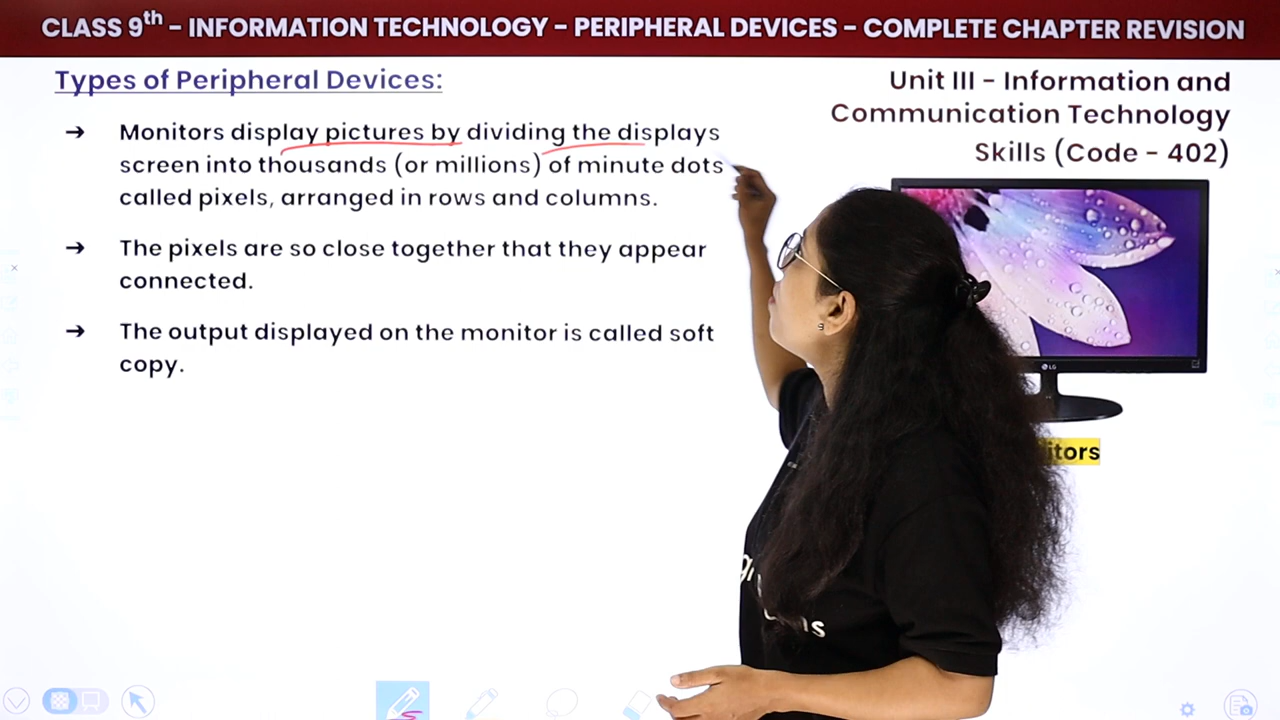 CLASS 9th – INFORMATION TECHNOLOGY – PERIPHERAL DEVICES – COMPLETE CHAPTER REVISION
Types of Peripheral Devices:
Unit III – Information and
Communication Technology
Skills (Code - 402)
→ Monitors display pictures by dividing the displays
screen into thousands (or millions) of minute dots
called pixels, arranged in rows and columns.
→ The pixels are so close together that they appear
connected.
→ The output displayed on the monitor is called soft
copy.
LG